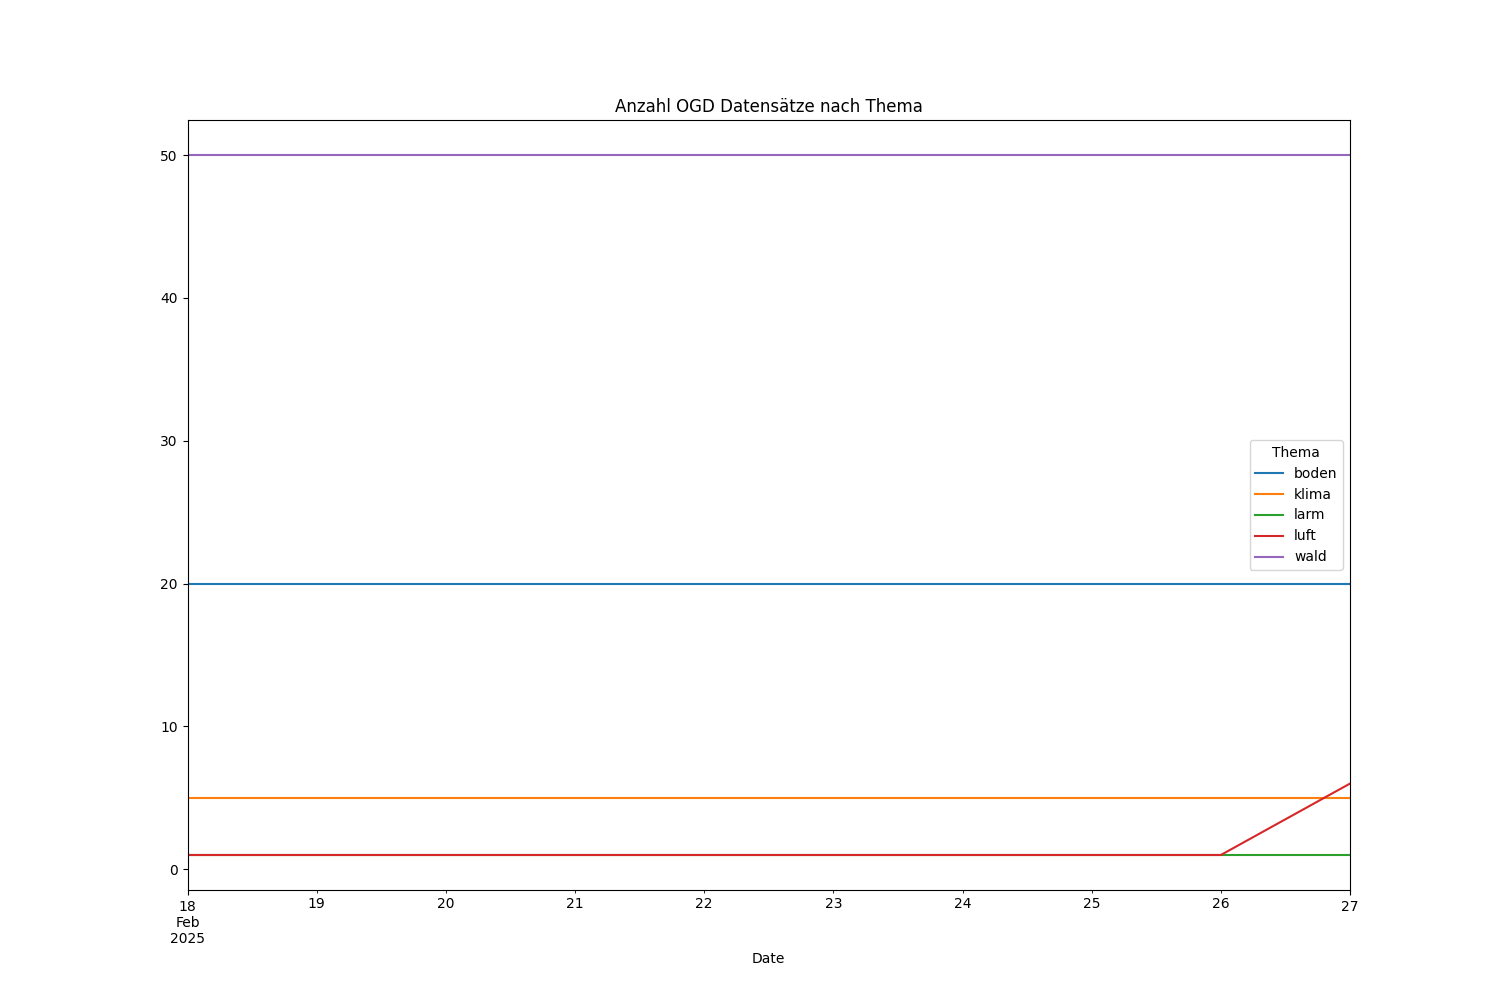 Anzahl OGD Datensätze nach Thema
50
40
30
20
10
0
Thema
boden
klima
larm
luft
wald
18 19 20 21 22 23 24 25 26 27
Feb
2025
Date